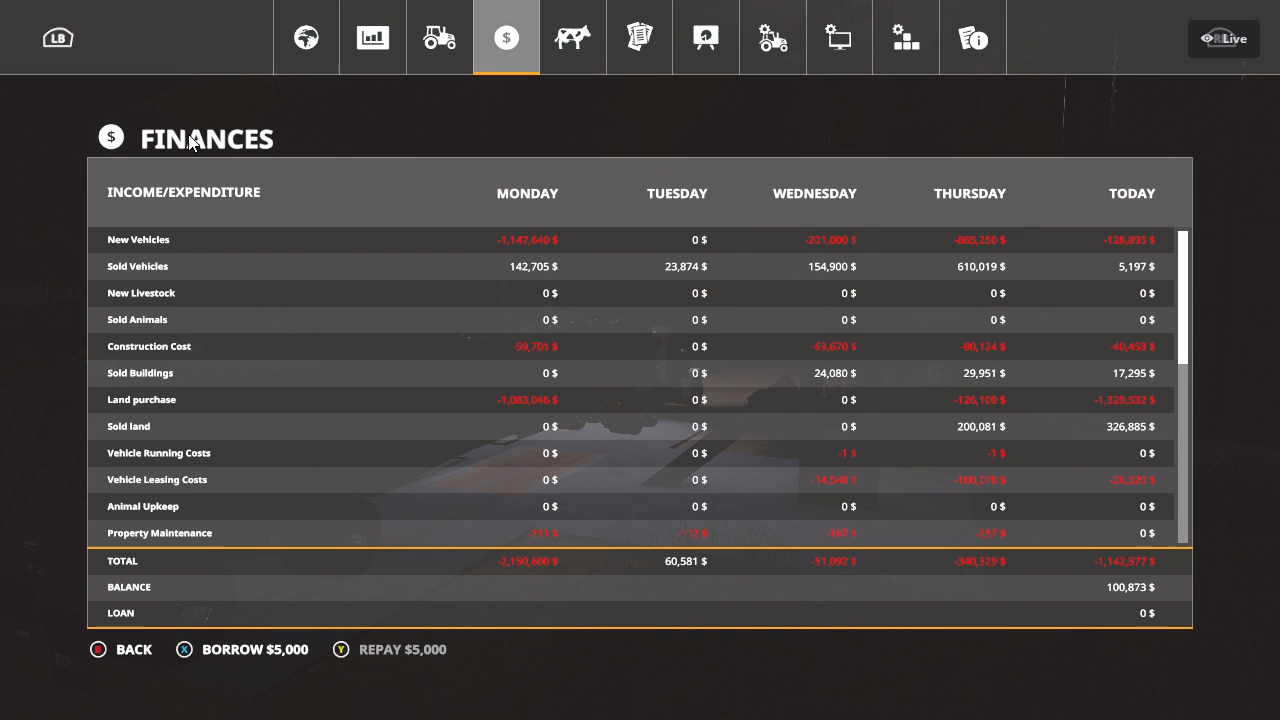 LB
$
Live
$ FINANCES
INCOME/EXPENDITURE MONDAY TUESDAY WEDNESDAY THURSDAY TODAY
New Vehicles -1,147,640 $ 0 $ -201,000 $ -865,250 $ -128,895 $
Sold Vehicles 142,705 $ 23,874 $ 154,900 $ 610,019 $ 5,197 $
New Livestock 0 $ 0 $ 0 $ 0 $ 0 $
Sold Animals 0 $ 0 $ 0 $ 0 $ 0 $
Construction Cost -59,701 $ 0 $ -69,670 $ -80,124 $ -40,458 $
Sold Buildings 0 $ 0 $ 24,080 $ 29,951 $ 17,295 $
Land purchase -1,083,046 $ 0 $ 0 $ -126,109 $ -1,329,532 $
Sold land 0 $ 0 $ 0 $ 200,081 $ 326,885 $
Vehicle Running Costs 0 $ 0 $ -1 $ -1 $ 0 $
Vehicle Leasing Costs 0 $ 0 $ 0 $
Animal Upkeep 0 $ 0 $ 0 $ 0 $ 0 $
Property Maintenance -111 $ -167 $ -257 $ 0 $
TOTAL -2,150,600 $ 60,581 $ -51,092 $ -340,329 $ -1,142,577 $
BALANCE 100,873 $
LOAN 0 $
B BACK X BORROW $5,000 Y REPAY $5,000